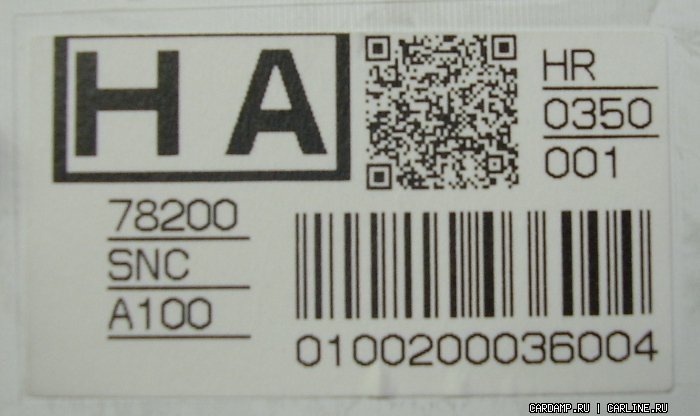 HA
HR
0350
001
78200
SNC
A100
0100200036004
CARDAMP.RU | CARLINE.RU